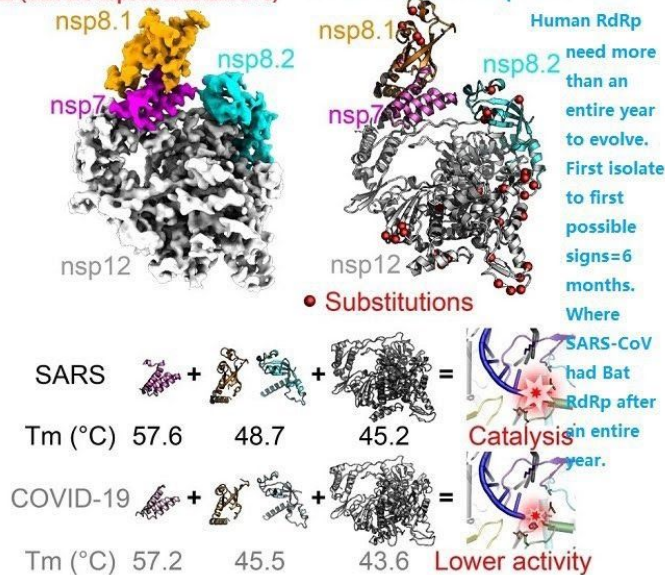 nsp8.1
nsp7
nsp8.2
nsp12
nsp8.1
nsp7
nsp8.2
nsp12
Substitutions
Human RdRp
need more
than an
entire year
to evolve.
First isolate
to first
possible
signs=6
months.
Where
SARS-CoV
had Bat
RdRp after
an entire
year.
SARS + + =
Tm (°C) 57.6 48.7 45.2 Catalysis
COVID-19 + + =
Tm (°C) 57.2 45.5 43.6 Lower activity